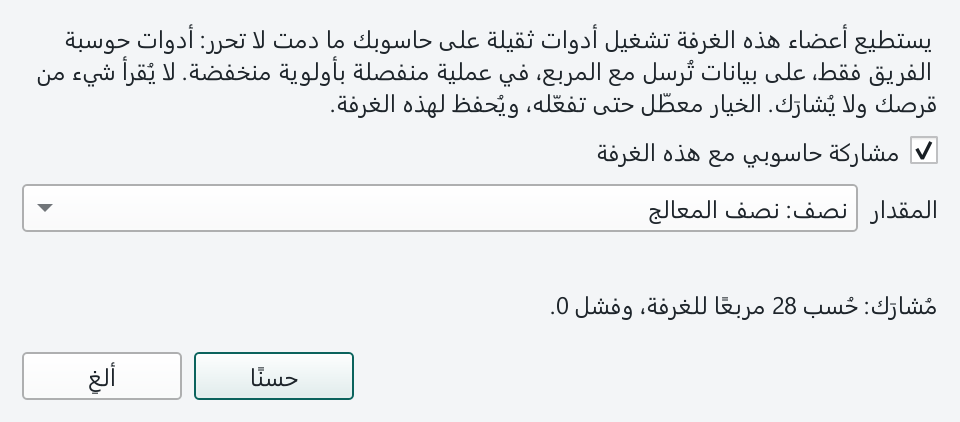 يستطيع أعضاء هذه الغرفة تشغيل أدوات ثقيلة على حاسوبك ما دمت لا تحرر: أدوات حوسبة
الفريق فقط، على بيانات تُرسل مع المربع، في عملية منفصلة بأولوية منخفضة. لا يُقرأ شيء من
قرصك ولا يُشارَك. الخيار معطّل حتى تفعّله، ويُحفظ لهذه الغرفة.
مشاركة حاسوبي مع هذه الغرفة
المقدار
نصف: نصف المعالج
مُشارَك: حُسب 28 مربعًا للغرفة، وفشل 0.
حسنًا
ألغِ